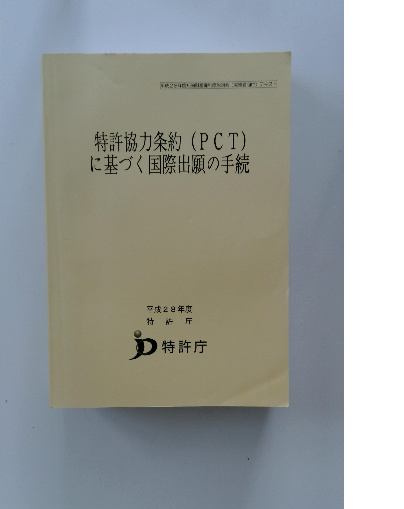 特許協力条約(PCT)
に基づく国際出願の手続
平成28年度
特許庁
特許庁